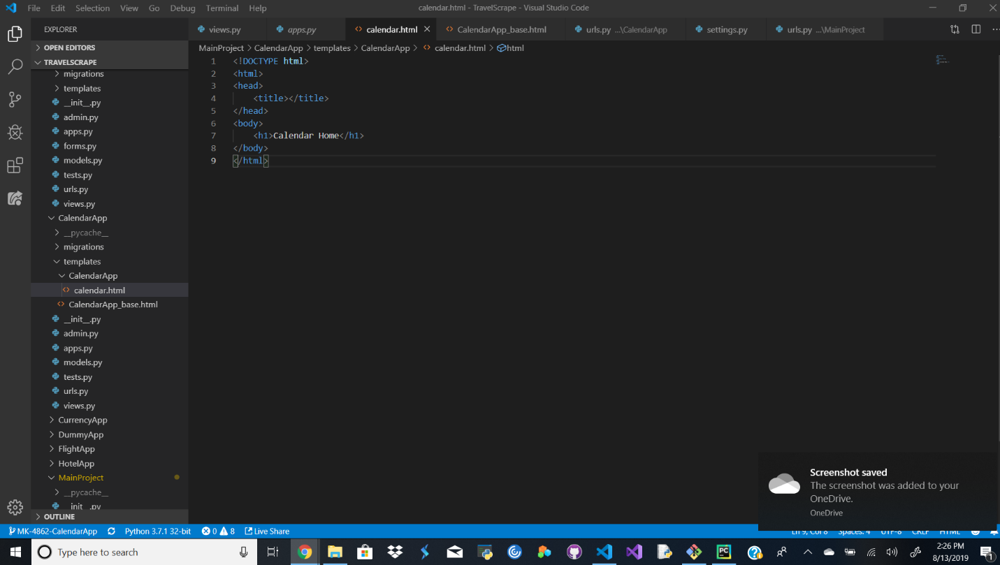 File Edit Selection View Go Debug Terminal Help calendar.html - TravelScrape - Visual Studio Code
EXPLORER
views.py apps.py calendar.html CalendarApp_base.html urls.py ...\CalendarApp settings.py urls.py ...\MainProject
OPEN EDITORS
TRAVELSCRAPE
migrations
templates
__init__.py
admin.py
apps.py
forms.py
models.py
tests.py
urls.py
views.py
CalendarApp
__pycache__
migrations
templates
CalendarApp
calendar.html
CalendarApp_base.html
__init__.py
admin.py
apps.py
models.py
tests.py
urls.py
views.py
CurrencyApp
DummyApp
FlightApp
HotelApp
MainProject
__pycache__
__init__.py
OUTLINE
MainProject > CalendarApp > templates > CalendarApp > calendar.html > html
1 <!DOCTYPE html>
2 <html>
3 <head>
4 <title></title>
5 </head>
6 <body>
7 <h1>Calendar Home</h1>
8 </body>
9 </html>
Screenshot saved
The screenshot was added to your
OneDrive.
OneDrive
MK-4862-CalendarApp Python 3.7.1 32-bit 0 8 Live Share Ln 9, Col 8 Spaces: 4 UTF-8 CRLF HTML
Type here to search
PC
2:26 PM
8/13/2019
1